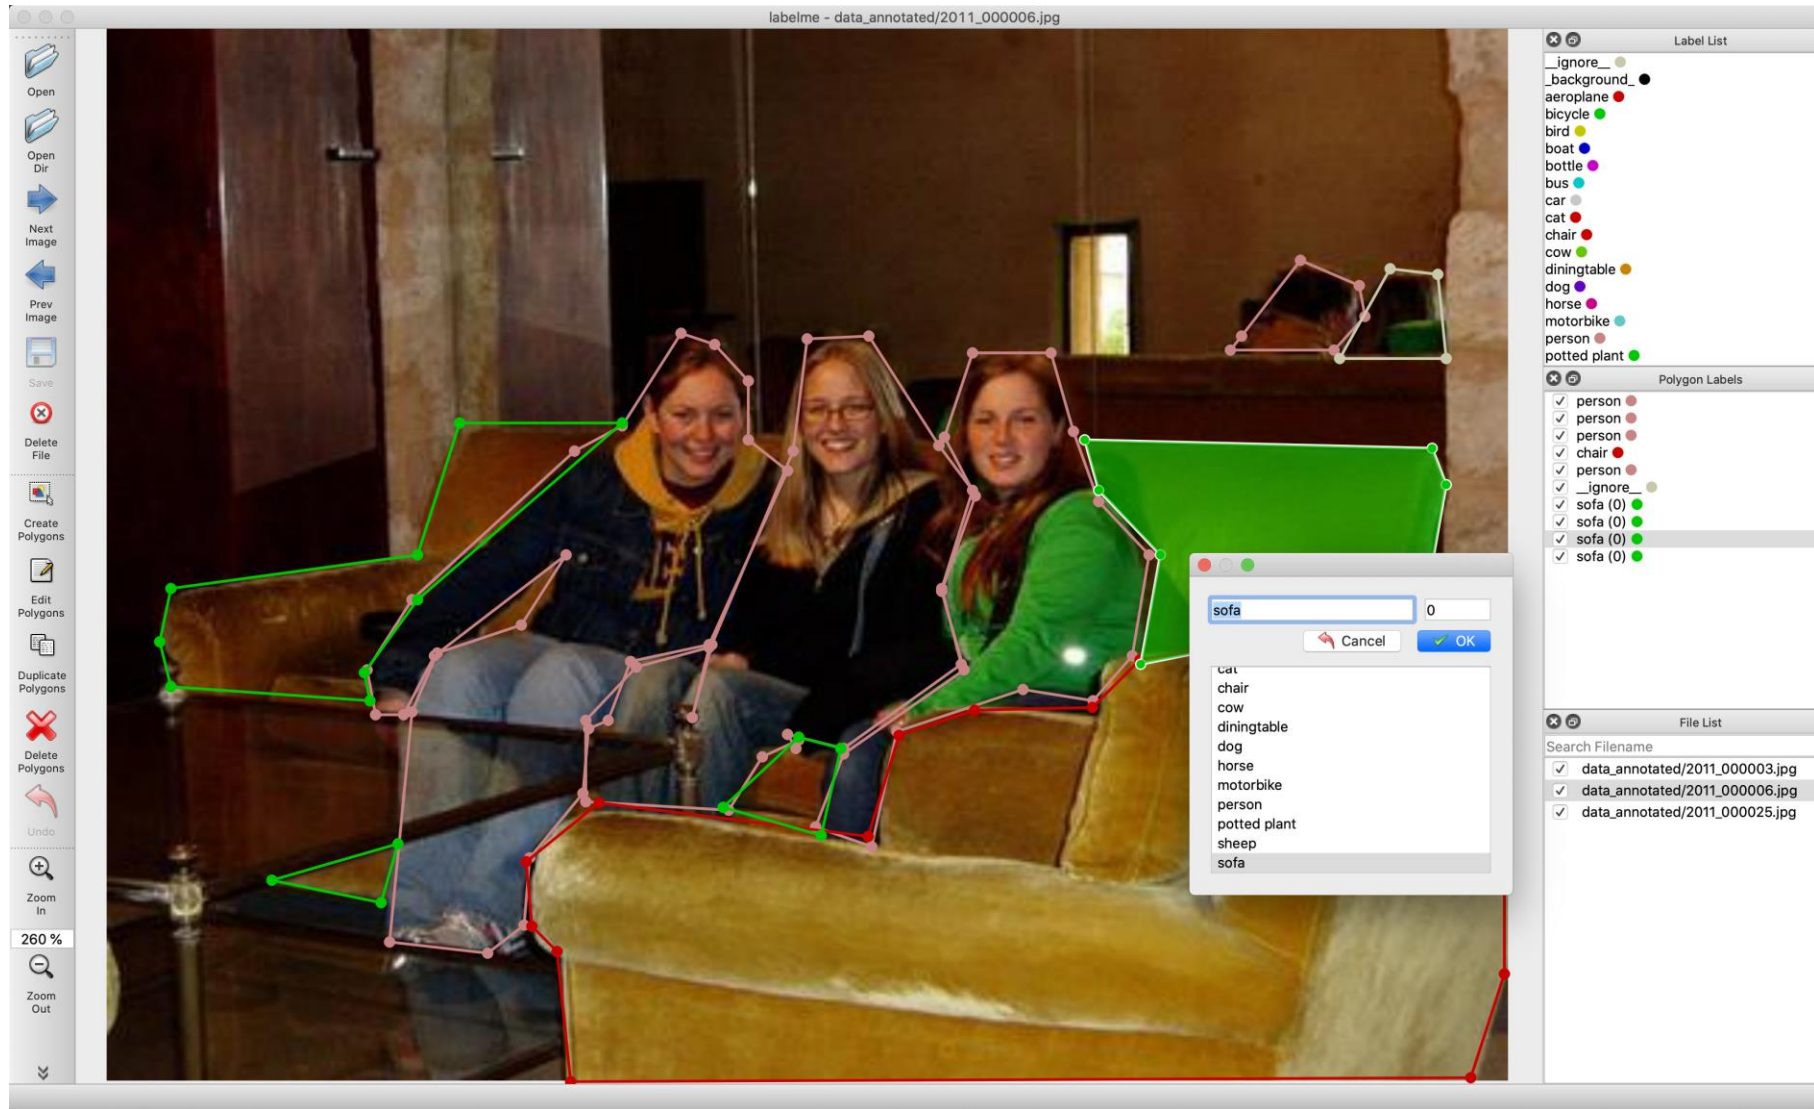 labelme - data_annotated/2011_000006.jpg
Open
Open
Dir
Next
Image
Prev
Image
Save
Delete
File
Create
Polygons
Edit
Polygons
Duplicate
Polygons
Delete
Polygons
Undo
Zoom
In
260 %
Zoom
Out
sofa
0
Cancel
OK
cat
chair
cow
diningtable
dog
horse
motorbike
person
potted plant
sheep
sofa
Label List
__ignore__
_background_
aeroplane
bicycle
bird
boat
bottle
bus
car
cat
chair
cow
diningtable
dog
horse
motorbike
person
potted plant
Polygon Labels
person
person
person
chair
person
__ignore__
sofa (0)
sofa (0)
sofa (0)
sofa (0)
File List
Search Filename
data_annotated/2011_000003.jpg
data_annotated/2011_000006.jpg
data_annotated/2011_000025.jpg